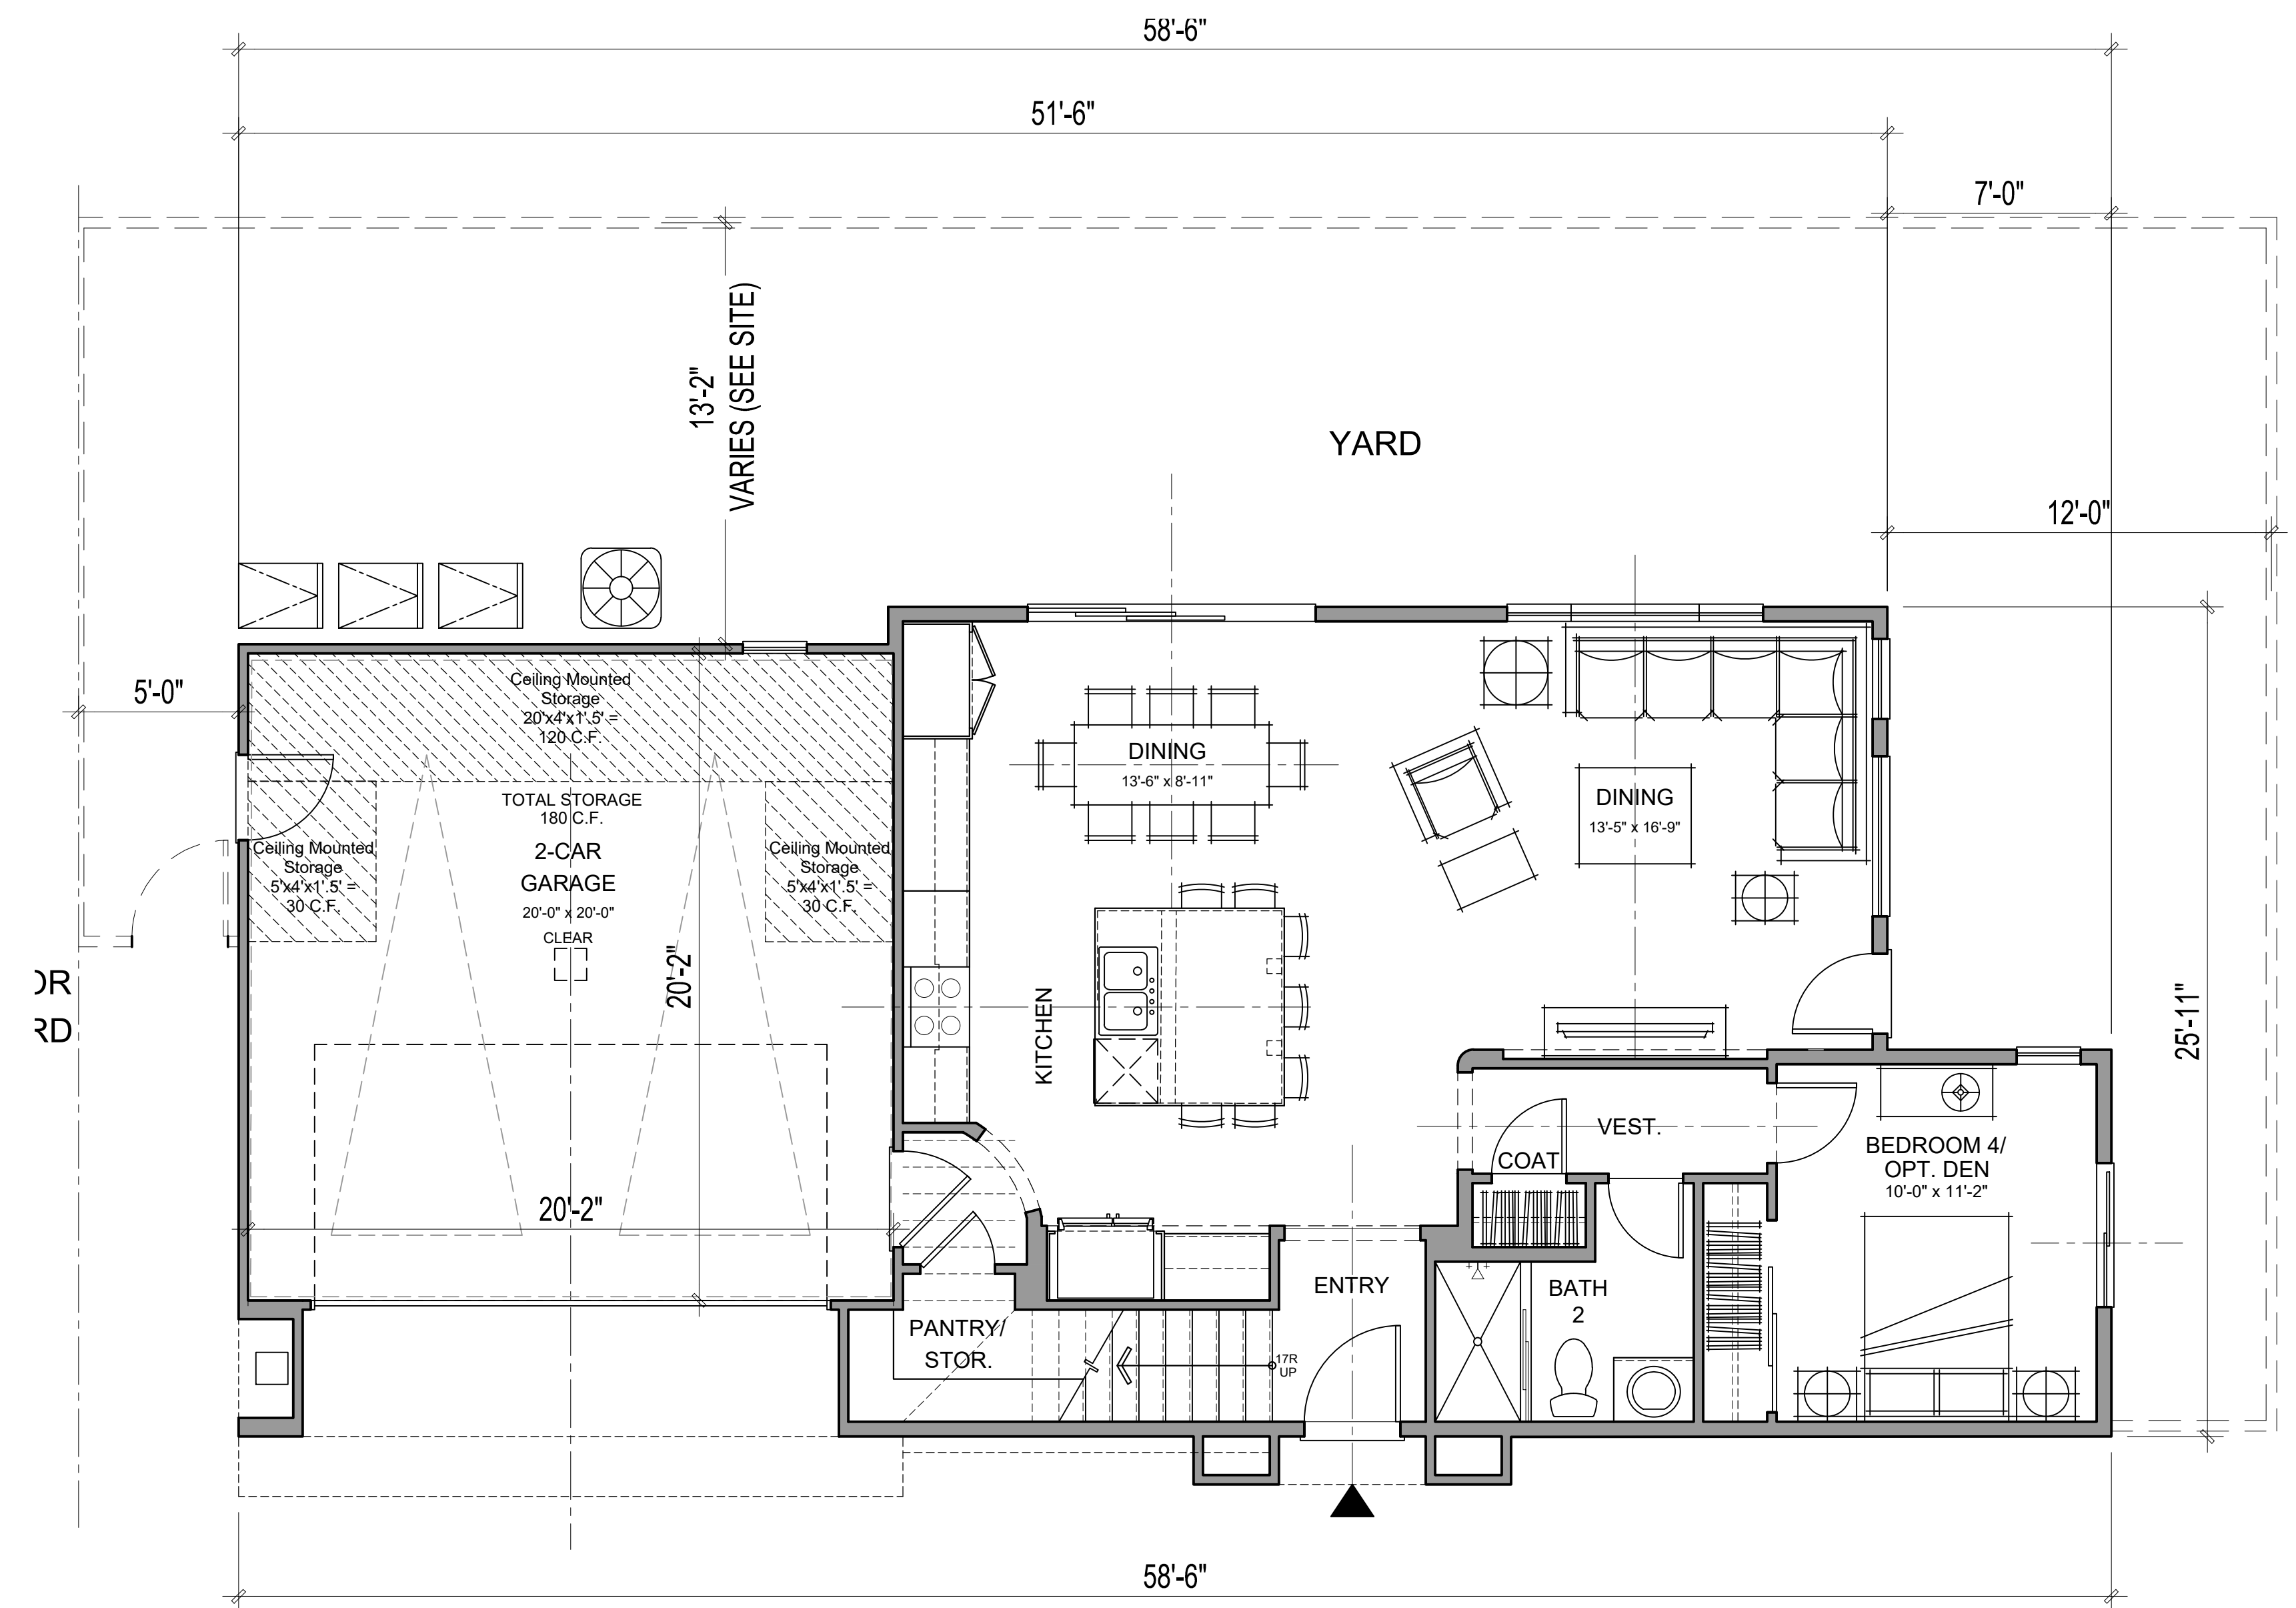 58'-6"
51'-6"
7'-0"
13'-2"
VARIES (SEE SITE)
YARD
12'-0"
5'-0"
Ceiling Mounted
Storage
20'x4'x1'.5' =
120 C.F.
TOTAL STORAGE
180 C.F.
2-CAR
GARAGE
20'-0" x 20'-0"
CLEAR
Ceiling Mounted
Storage
5'x4'x1'.5' =
30 C.F.
Ceiling Mounted
Storage
5'x4'x1'.5' =
30 C.F.
20'-2"
20'-2"
DINING
13'-6" x 8'-11"
DINING
13'-5" x 16'-9"
KITCHEN
25'-11"
VEST.
COAT
BEDROOM 4/
OPT. DEN
10'-0" x 11'-2"
ENTRY
BATH
2
PANTRY/
STOR.
17R
UP
58'-6"